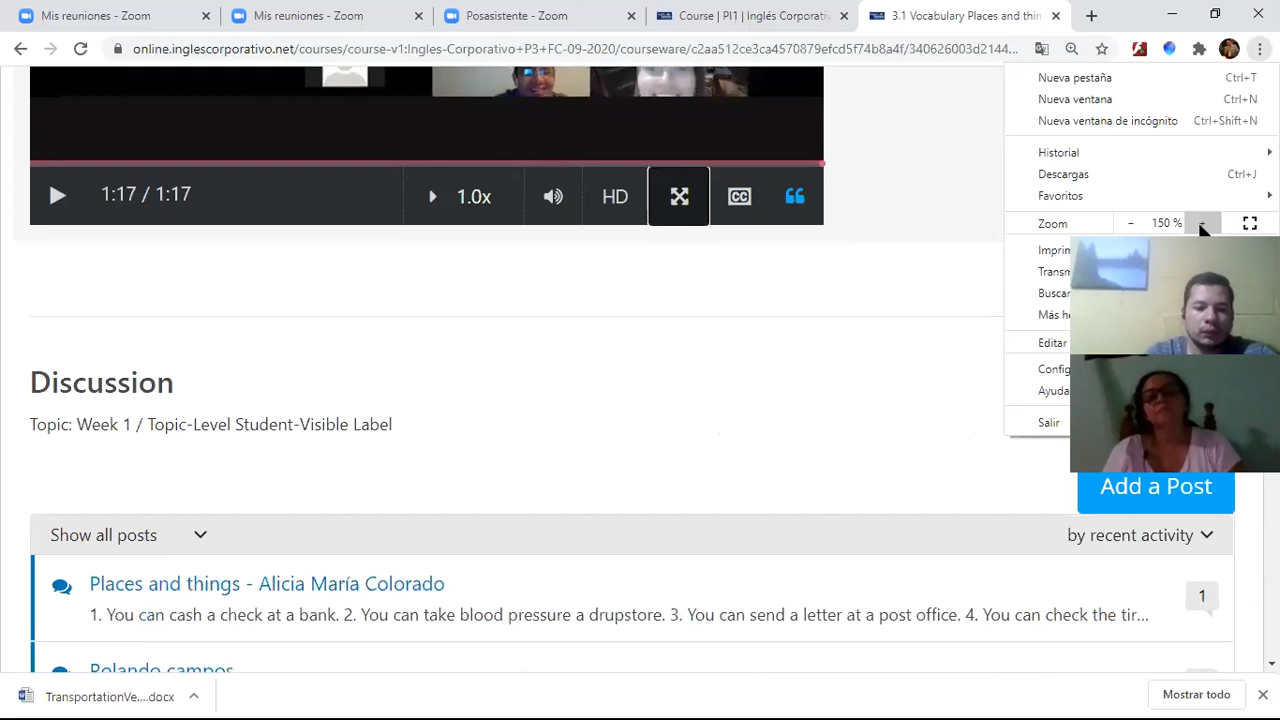 Mis reuniones - Zoom
Mis reuniones - Zoom
Posasistente - Zoom
Course | PI1 | Inglés Corporativ
3.1 Vocabulary Places and thin
online.inglescorporativo.net/courses/course-v1:Ingles-Corporativo+P3+FC-09-2020/courseware/c2aa512ce3ca4570879efcd5f74b8a4f/340626003d2144...
Nueva pestaña Ctrl+T
Nueva ventana Ctrl+N
Nueva ventana de incógnito Ctrl+Shift+N
Historial
Descargas Ctrl+J
Favoritos
Zoom - 150 % +
Imprim
Transm
Buscar
Más he
Editar
Config
Ayuda
Salir
1:17 / 1:17
1.0x
HD
CC
Discussion
Topic: Week 1 / Topic-Level Student-Visible Label
Add a Post
Show all posts
by recent activity
Places and things - Alicia María Colorado
1. You can cash a check at a bank. 2. You can take blood pressure a drupstore. 3. You can send a letter at a post office. 4. You can check the tir...
1
Rolando campos
TransportationVe....docx
Mostrar todo